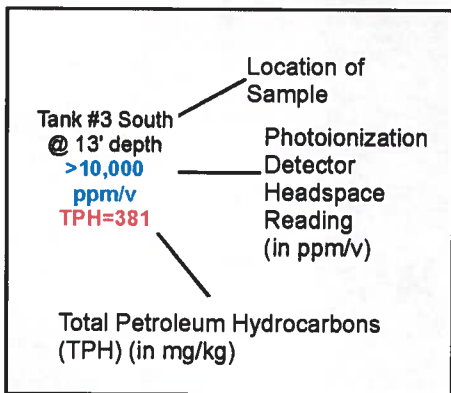 Location of
Sample
Tank #3 South
@ 13' depth
>10,000
ppm/v
TPH=381
Photoionization
Detector
Headspace
Reading
(in ppm/v)
Total Petroleum Hydrocarbons
(TPH) (in mg/kg)